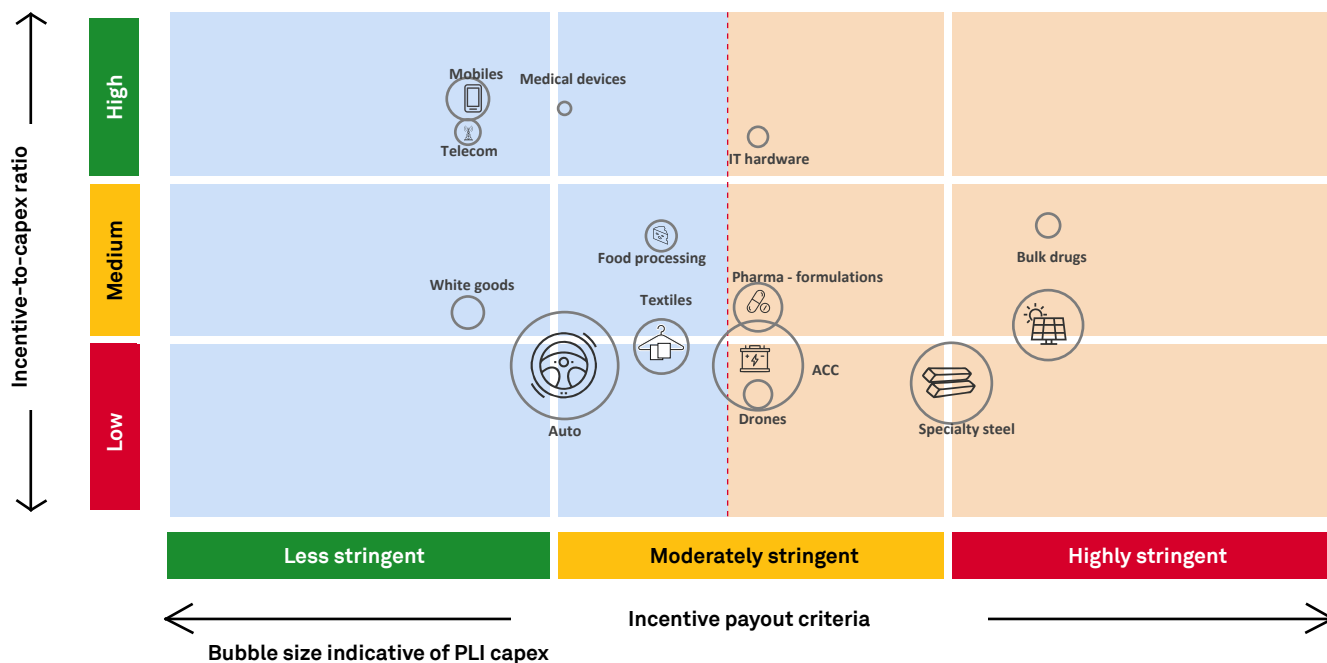 Incentive-to-capex ratio
High
Medium
Low
Mobiles
Medical devices
Telecom
IT hardware
Food processing
Bulk drugs
Pharma - formulations
White goods
Textiles
ACC
Drones
Auto
Specialty steel
Less stringent
Moderately stringent
Highly stringent
Incentive payout criteria
Bubble size indicative of PLI capex